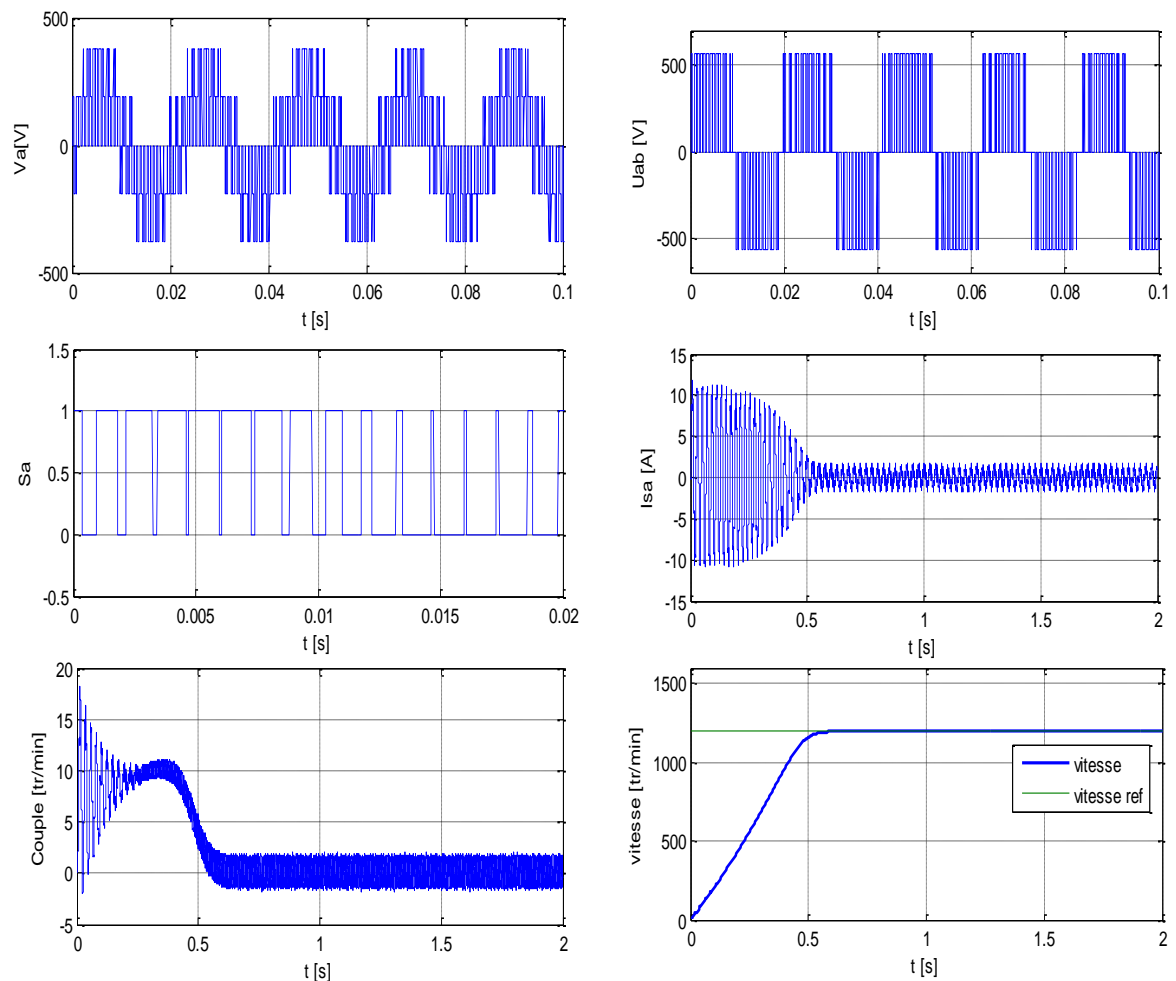 500
0
-500
Va[V]
0 0.02 0.04 0.06 0.08 0.1
t [s]
500
0
-500
Uab [V]
0 0.02 0.04 0.06 0.08 0.1
t [s]
1.5
1
0.5
0
-0.5
Sa
0 0.005 0.01 0.015 0.02
t [s]
15
10
5
0
-5
-10
-15
Isa [A]
0 0.5 1 1.5 2
t [s]
20
15
10
5
0
-5
Couple [tr/min]
0 0.5 1 1.5 2
t [s]
1500
1000
500
0
vitesse [tr/min]
vitesse
vitesse ref
0 0.5 1 1.5 2
t [s]